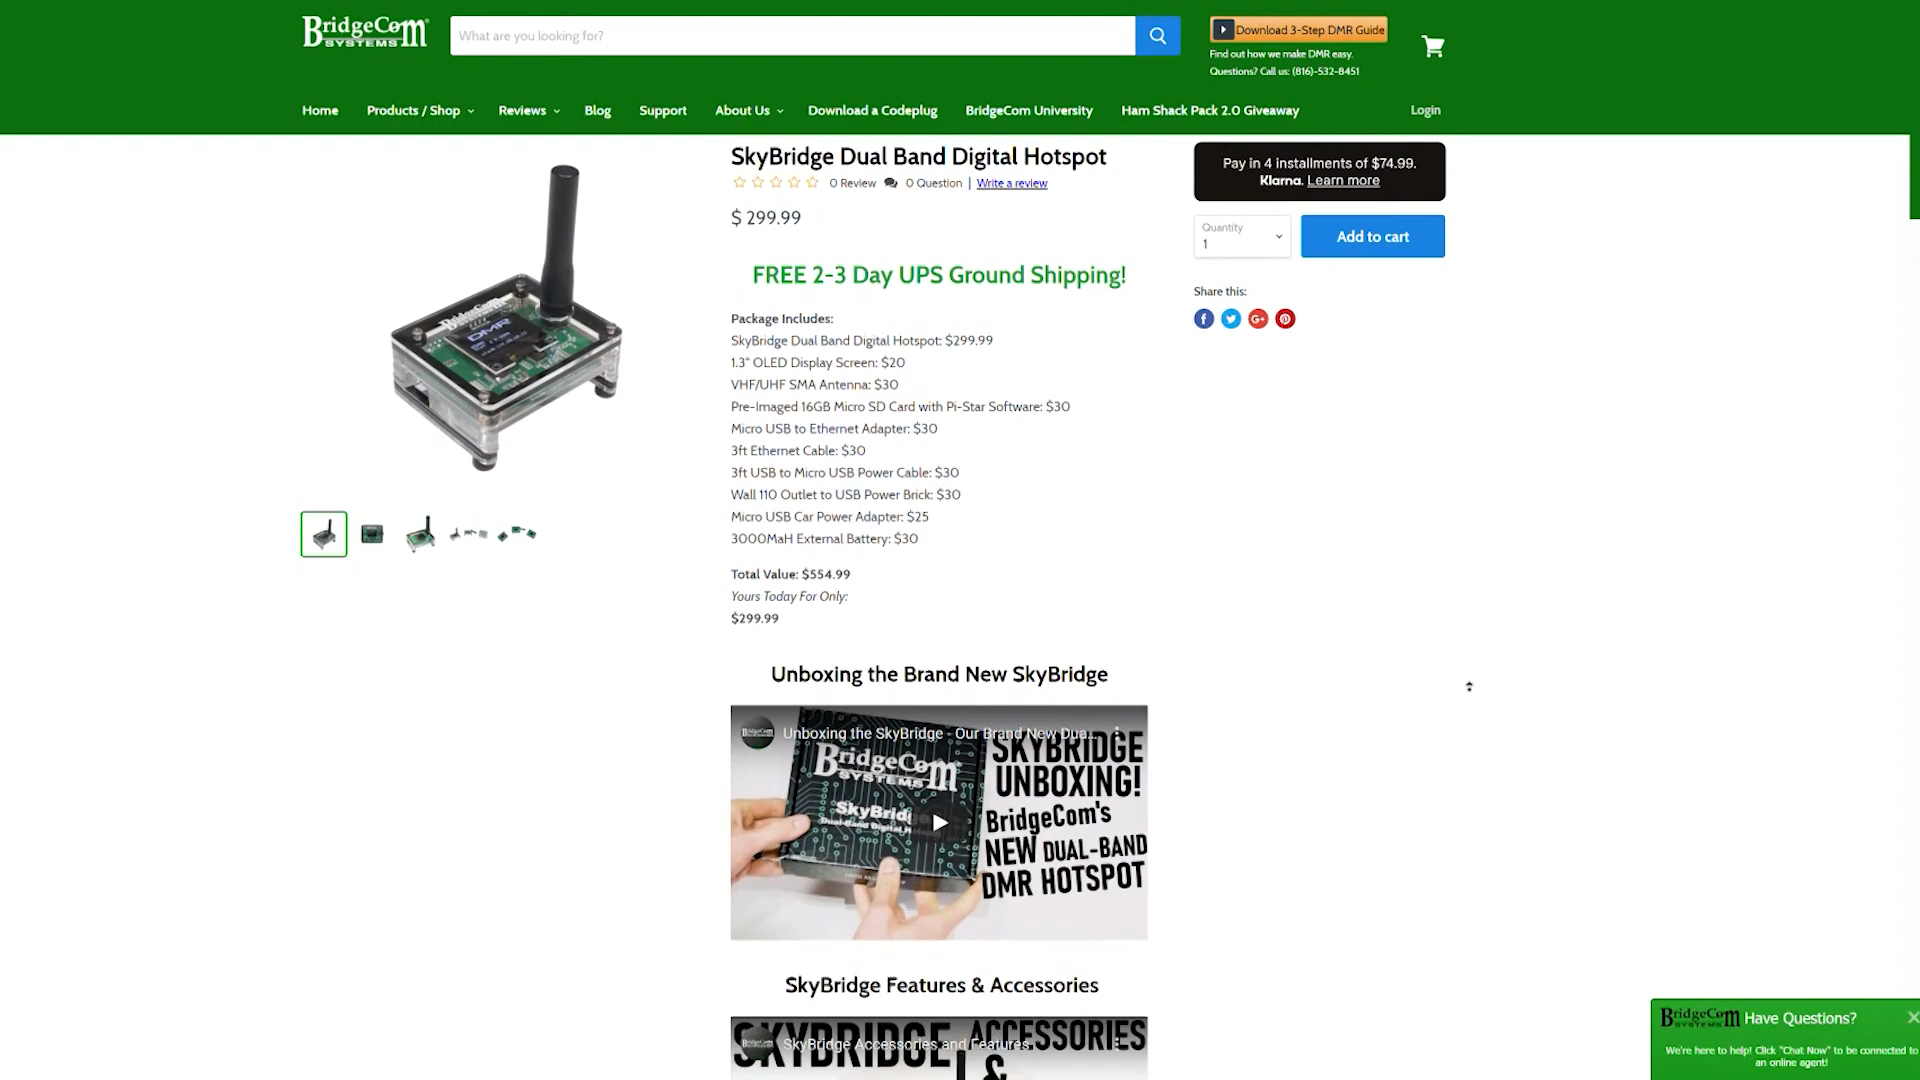 BridgeCom
SYSTEMS
What are you looking for?
Download 3-Step DMR Guide
Find out how we make DMR easy.
Questions? Call us: (816)-532-8451
Home
Products / Shop
Reviews
Blog
Support
About Us
Download a Codeplug
BridgeCom University
Ham Shack Pack 2.0 Giveaway
Login
SkyBridge Dual Band Digital Hotspot
0 Review
0 Question
|
Write a review
$ 299.99
Pay in 4 installments of $74.99.
Klarna. Learn more
Quantity
1
Add to cart
Share this:
FREE 2-3 Day UPS Ground Shipping!
Package Includes:
SkyBridge Dual Band Digital Hotspot: $299.99
1.3" OLED Display Screen: $20
VHF/UHF SMA Antenna: $30
Pre-Imaged 16GB Micro SD Card with Pi-Star Software: $30
Micro USB to Ethernet Adapter: $30
3ft Ethernet Cable: $30
3ft USB to Micro USB Power Cable: $30
Wall 110 Outlet to USB Power Brick: $30
Micro USB Car Power Adapter: $25
3000MaH External Battery: $30
Total Value: $554.99
Yours Today For Only:
$299.99
BridgeCom
DMR
Unboxing the Brand New SkyBridge
Unboxing the SkyBridge - Our Brand New Dua...
BridgeCom
SYSTEMS
SKYBRIDGE
UNBOXING!
BridgeCom's
NEW DUAL-BAND
DMR HOTSPOT
SkyBridge Features & Accessories
SkyBridge Accessories and Features
SKYBRIDGE
ACCESSORIES
&
BridgeCom
SYSTEMS
Have Questions?
We're here to help! Click "Chat Now" to be connected to
an online agent!